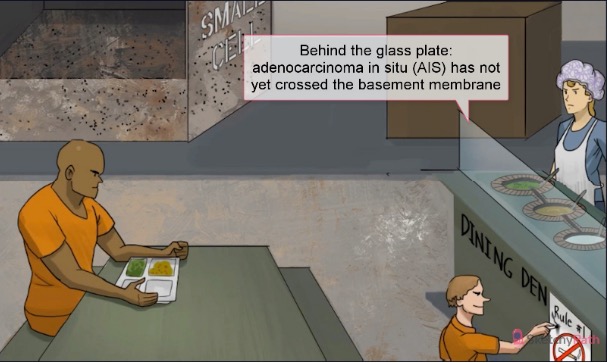 SMALL
CELL
Behind the glass plate:
adenocarcinoma in situ (AIS) has not
yet crossed the basement membrane
DINING DEN
Rule #1
SketchyPath